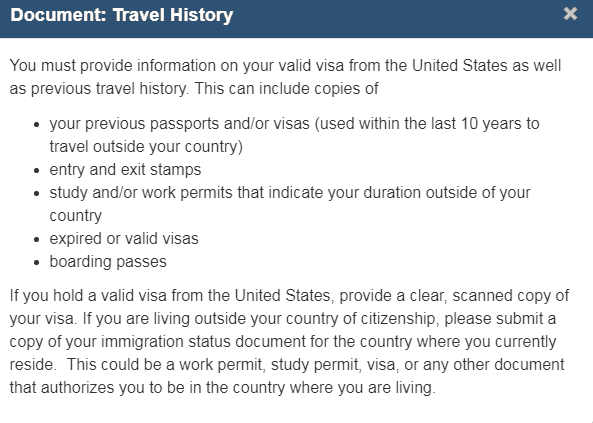 Document: Travel History
You must provide information on your valid visa from the United States as well
as previous travel history. This can include copies of
• your previous passports and/or visas (used within the last 10 years to
travel outside your country)
• entry and exit stamps
• study and/or work permits that indicate your duration outside of your
country
• expired or valid visas
• boarding passes
If you hold a valid visa from the United States, provide a clear, scanned copy of
your visa. If you are living outside your country of citizenship, please submit a
copy of your immigration status document for the country where you currently
reside.  This could be a work permit, study permit, visa, or any other document
that authorizes you to be in the country where you are living.